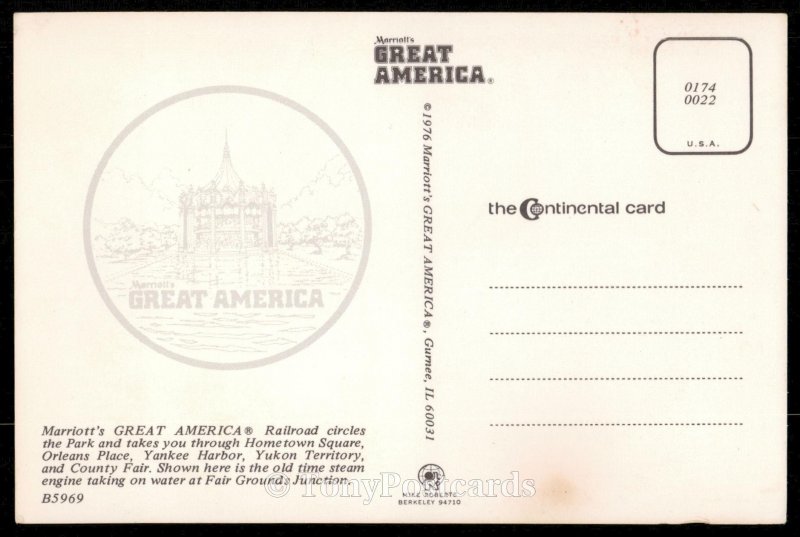 Marriott's
GREAT
AMERICA®
0174
0022
U.S.A.
© 1976 Marriott's GREAT AMERICA®, Gurnee, IL 60031
the Continental card
Marriott's
GREAT AMERICA
Marriott's GREAT AMERICA® Railroad circles
the Park and takes you through Hometown Square,
Orleans Place, Yankee Harbor, Yukon Territory,
and County Fair. Shown here is the old time steam
engine taking on water at Fair Grounds Junction.
B5969
© TonyPostcards
MIKE ROBERTS
BERKELEY 94710